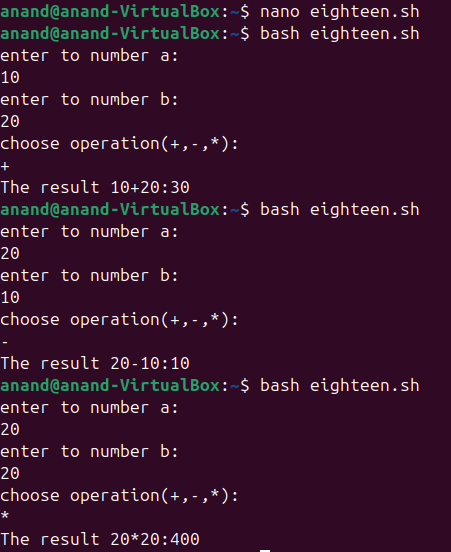 anand@anand-VirtualBox:~$ nano eighteen.sh
anand@anand-VirtualBox:~$ bash eighteen.sh
enter to number a:
10
enter to number b:
20
choose operation(+,-,*):
+
The result 10+20:30
anand@anand-VirtualBox:~$ bash eighteen.sh
enter to number a:
20
enter to number b:
10
choose operation(+,-,*):
-
The result 20-10:10
anand@anand-VirtualBox:~$ bash eighteen.sh
enter to number a:
20
enter to number b:
20
choose operation(+,-,*):
*
The result 20*20:400